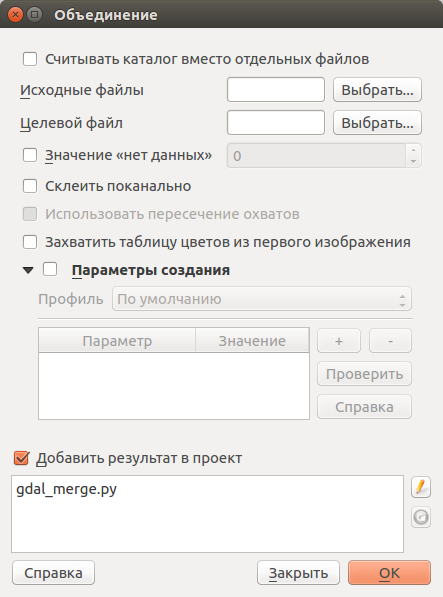 Объединение
Считывать каталог вместо отдельных файлов
Исходные файлы Выбрать...
Целевой файл Выбрать...
Значение «нет данных» 0
Склеить поканально
Использовать пересечение охватов
Захватить таблицу цветов из первого изображения
Параметры создания
Профиль По умолчанию
Параметр Значение + -
Проверить
Справка
Добавить результат в проект
gdal_merge.py
Справка Закрыть OK